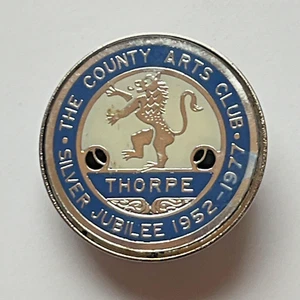 · THE COUNTY ARTS CLUB ·
THORPE
SILVER JUBILEE 1952-1977